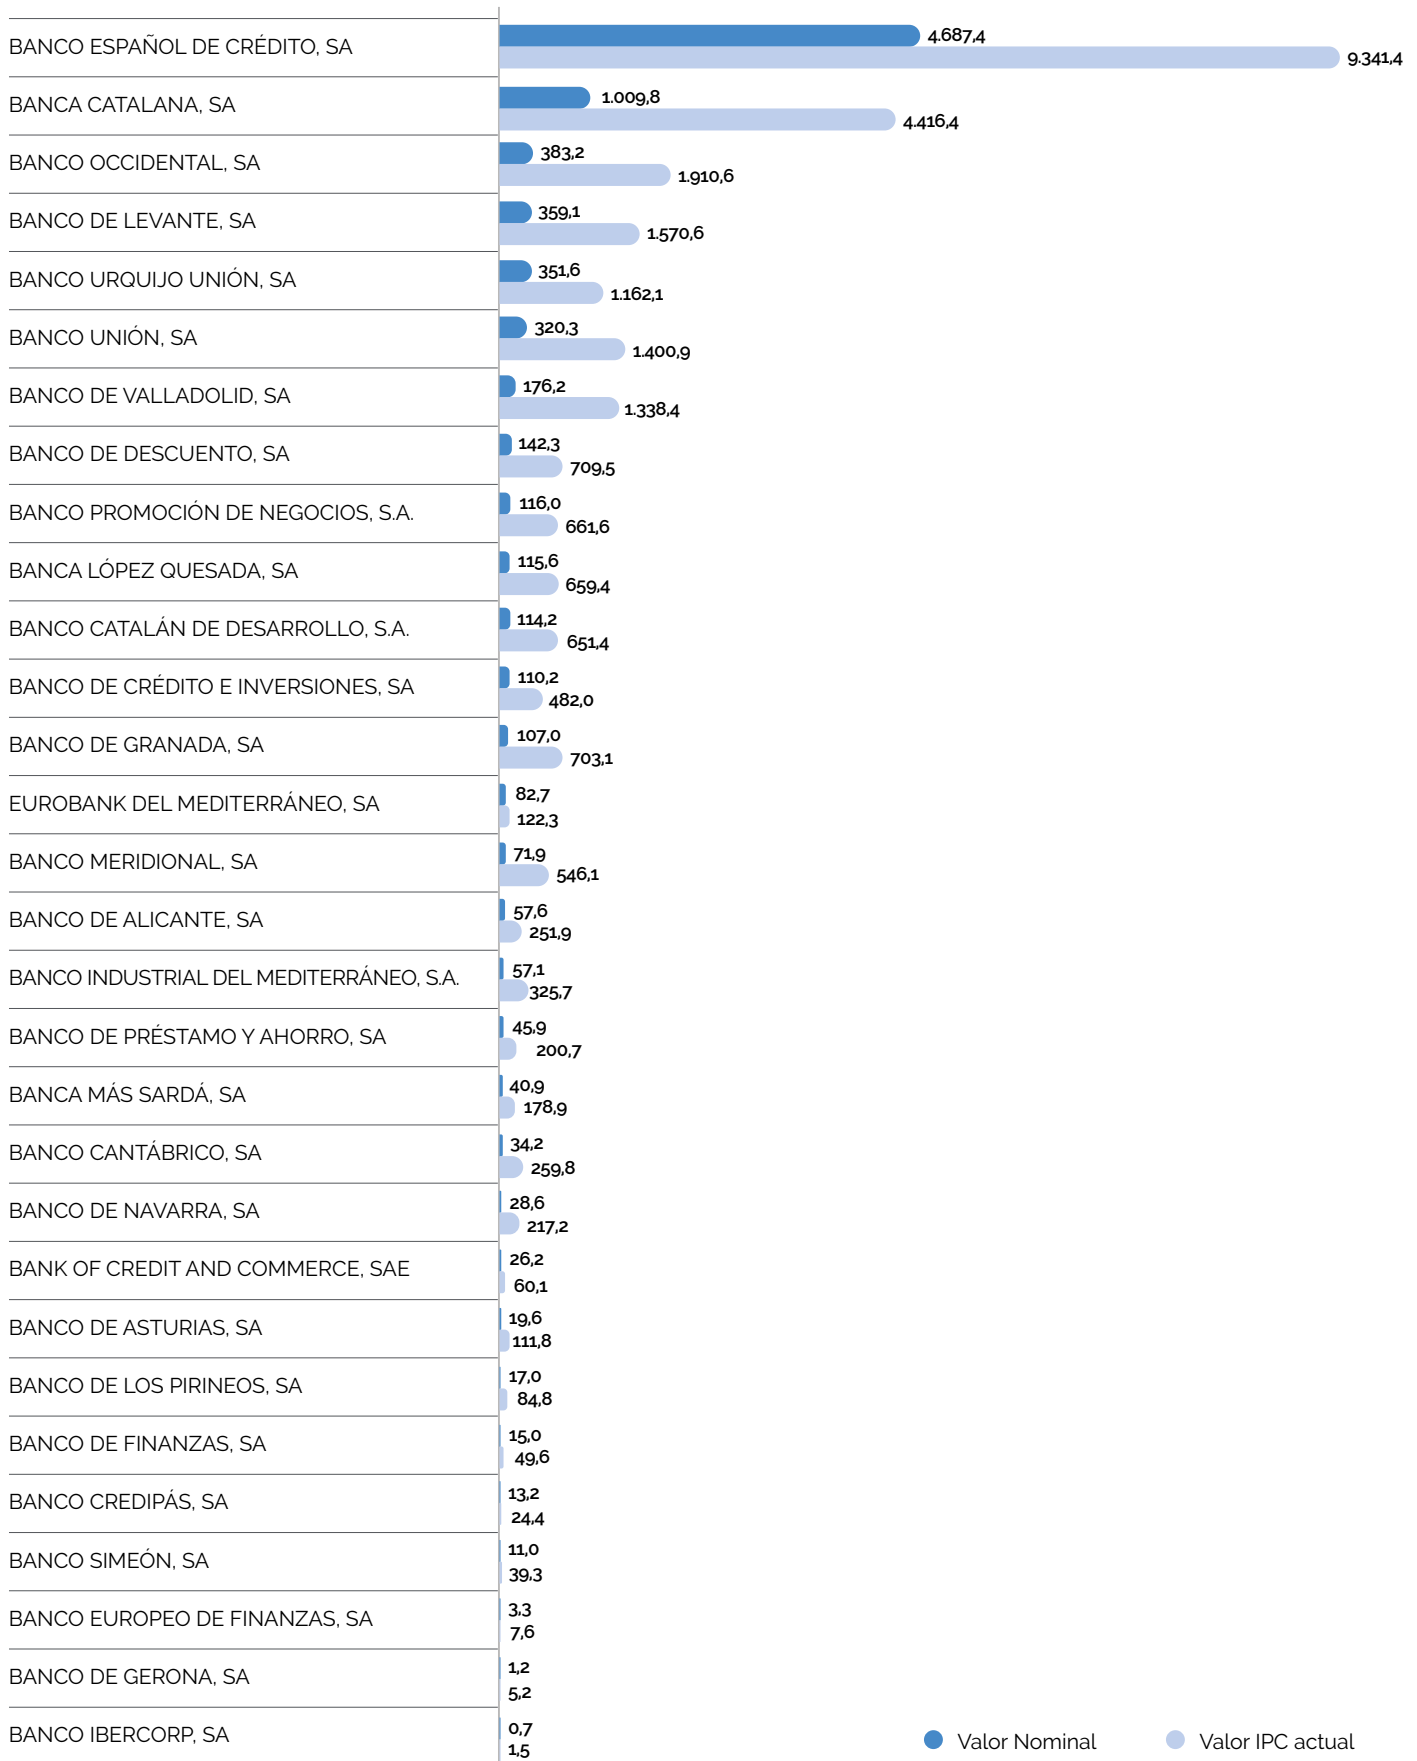 BANCO ESPAÑOL DE CRÉDITO, SA
4.687,4
9.341,4
BANCA CATALANA, SA
1.009,8
4.416,4
BANCO OCCIDENTAL, SA
383,2
1.910,6
BANCO DE LEVANTE, SA
359,1
1.570,6
BANCO URQUIJO UNIÓN, SA
351,6
1.162,1
BANCO UNIÓN, SA
320,3
1.400,9
BANCO DE VALLADOLID, SA
176,2
1.338,4
BANCO DE DESCUENTO, SA
142,3
709,5
BANCO PROMOCIÓN DE NEGOCIOS, S.A.
116,0
661,6
BANCA LÓPEZ QUESADA, SA
115,6
659,4
BANCO CATALÁN DE DESARROLLO, S.A.
114,2
651,4
BANCO DE CRÉDITO E INVERSIONES, SA
110,2
482,0
BANCO DE GRANADA, SA
107,0
703,1
EUROBANK DEL MEDITERRÁNEO, SA
82,7
122,3
BANCO MERIDIONAL, SA
71,9
546,1
BANCO DE ALICANTE, SA
57,6
251,9
BANCO INDUSTRIAL DEL MEDITERRÁNEO, S.A.
57,1
325,7
BANCO DE PRÉSTAMO Y AHORRO, SA
45,9
200,7
BANCA MÁS SARDÁ, SA
40,9
178,9
BANCO CANTÁBRICO, SA
34,2
259,8
BANCO DE NAVARRA, SA
28,6
217,2
BANK OF CREDIT AND COMMERCE, SAE
26,2
60,1
BANCO DE ASTURIAS, SA
19,6
111,8
BANCO DE LOS PIRINEOS, SA
17,0
84,8
BANCO DE FINANZAS, SA
15,0
49,6
BANCO CREDIPÁS, SA
13,2
24,4
BANCO SIMEÓN, SA
11,0
39,3
BANCO EUROPEO DE FINANZAS, SA
3,3
7,6
BANCO DE GERONA, SA
1,2
5,2
BANCO IBERCORP, SA
0,7
1,5
Valor Nominal
Valor IPC actual